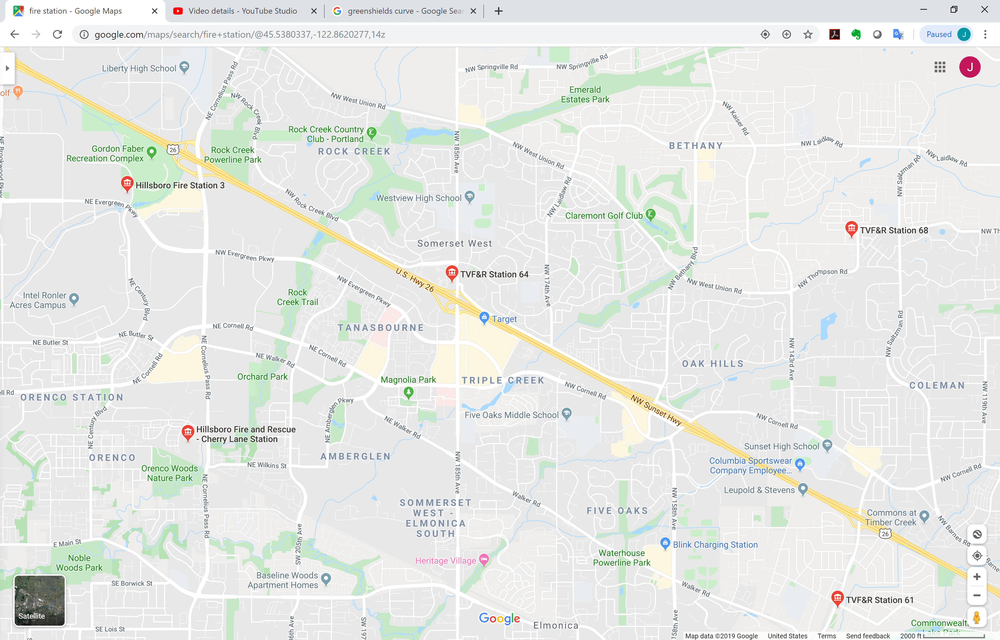 fire station - Google Maps
Video details - YouTube Studio
greenshields curve - Google Sear
google.com/maps/search/fire+station/@45.5380337,-122.8620277,14z
Paused
J
J
Liberty High School
NE Cornelius Pass Rd
NW Springville Rd
NW Springville Rd
olf
NW Rock Creek Blvd
NW West Union Rd
Emerald
Estates Park
NW Kaiser Rd
Rock Creek Country
Club - Portland
ROCK CREEK
NW 185th Ave
NE Brookwood Pkwy
Gordon Faber
Recreation Complex
26
Rock Creek
Powerline Park
NW West Union Rd
BETHANY
NW Laidlaw Rd
NW Laidlaw Rd
NW Saltzman Rd
Hillsboro Fire Station 3
NE Evergreen Pkwy
NW Rock Creek Blvd
Westview High School
NW Laidlaw Rd
Claremont Golf Club
TVF&R Station 68
NW Th
Somerset West
NW Evergreen Pkwy
U.S. Hwy 26
TVF&R Station 64
NW 174th Ave
NW Bethany Blvd
NW West Union Rd
NW Thompson Rd
Intel Ronler
Acres Campus
NE Century Blvd
Rock
Creek Trail
NW Evergreen Pkwy
Target
TANASBOURNE
NE Cornell Rd
NE Butler St
NE Butler St
NE Cornelius Pass Rd
NE Cornell Rd
NE Walker Rd
NE Cornell Rd
NW Saltzman Rd
NW 143rd Ave
OAK HILLS
Orchard Park
Magnolia Park
TRIPLE CREEK
NW Cornell Rd
COLEMAN
NW 119th Ave
ell Rd
ORENCO STATION
NE Amberglen Pkwy
NW Sunset Hwy
Five Oaks Middle School
NE Century Blvd
NE Walker Rd
NW Cornell Rd
Hillsboro Fire and Rescue
- Cherry Lane Station
Sunset High School
ORENCO
AMBERGLEN
Columbia Sportswear
Company Employee...
Orenco Woods
Nature Park
NE Wilkins St
NE Cornelius Pass Rd
NW 185th Ave
NW Cornell Rd
Leupold & Stevens
Walker Rd
NW 158th Ave
SOMMERSET
WEST -
ELMONICA
SOUTH
FIVE OAKS
Commons at
Timber Creek
NW Barnes Rd
26
E Main St
SW 205th Ave
Blink Charging Station
Noble
Woods Park
Heritage Village
Waterhouse
Powerline Park
Barne
Baseline Woods
Apartment Homes
SE Borwick St
Walker Rd
TVF&R Station 61
Satellite
SE Lois St
06th Ave
SW 197
Google
Elmonica
158th Ave
Commonwealt
Lake Park
Map data ©2019 Google
United States
Terms
Send feedback
2000 ft